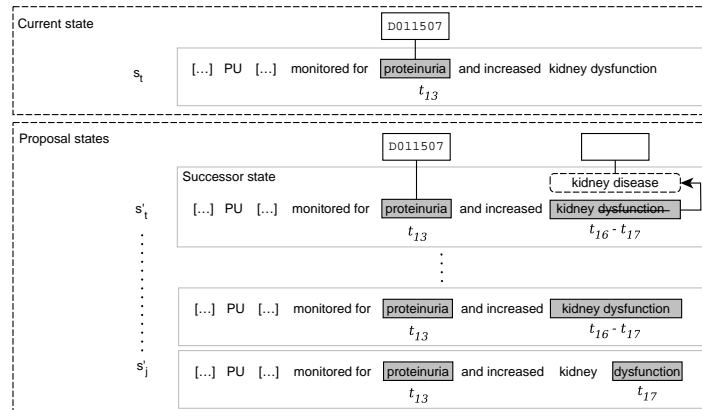 Current state
D011507
s_t […] PU […] monitored for proteinuria and increased kidney dysfunction
t_13
Proposal states
D011507
Successor state
kidney disease
s'_t […] PU […] monitored for proteinuria and increased kidney dysfunction
t_13 t_16 - t_17
[…] PU […] monitored for proteinuria and increased kidney dysfunction
t_13 t_16 - t_17
s'_j […] PU […] monitored for proteinuria and increased kidney dysfunction
t_13 t_17